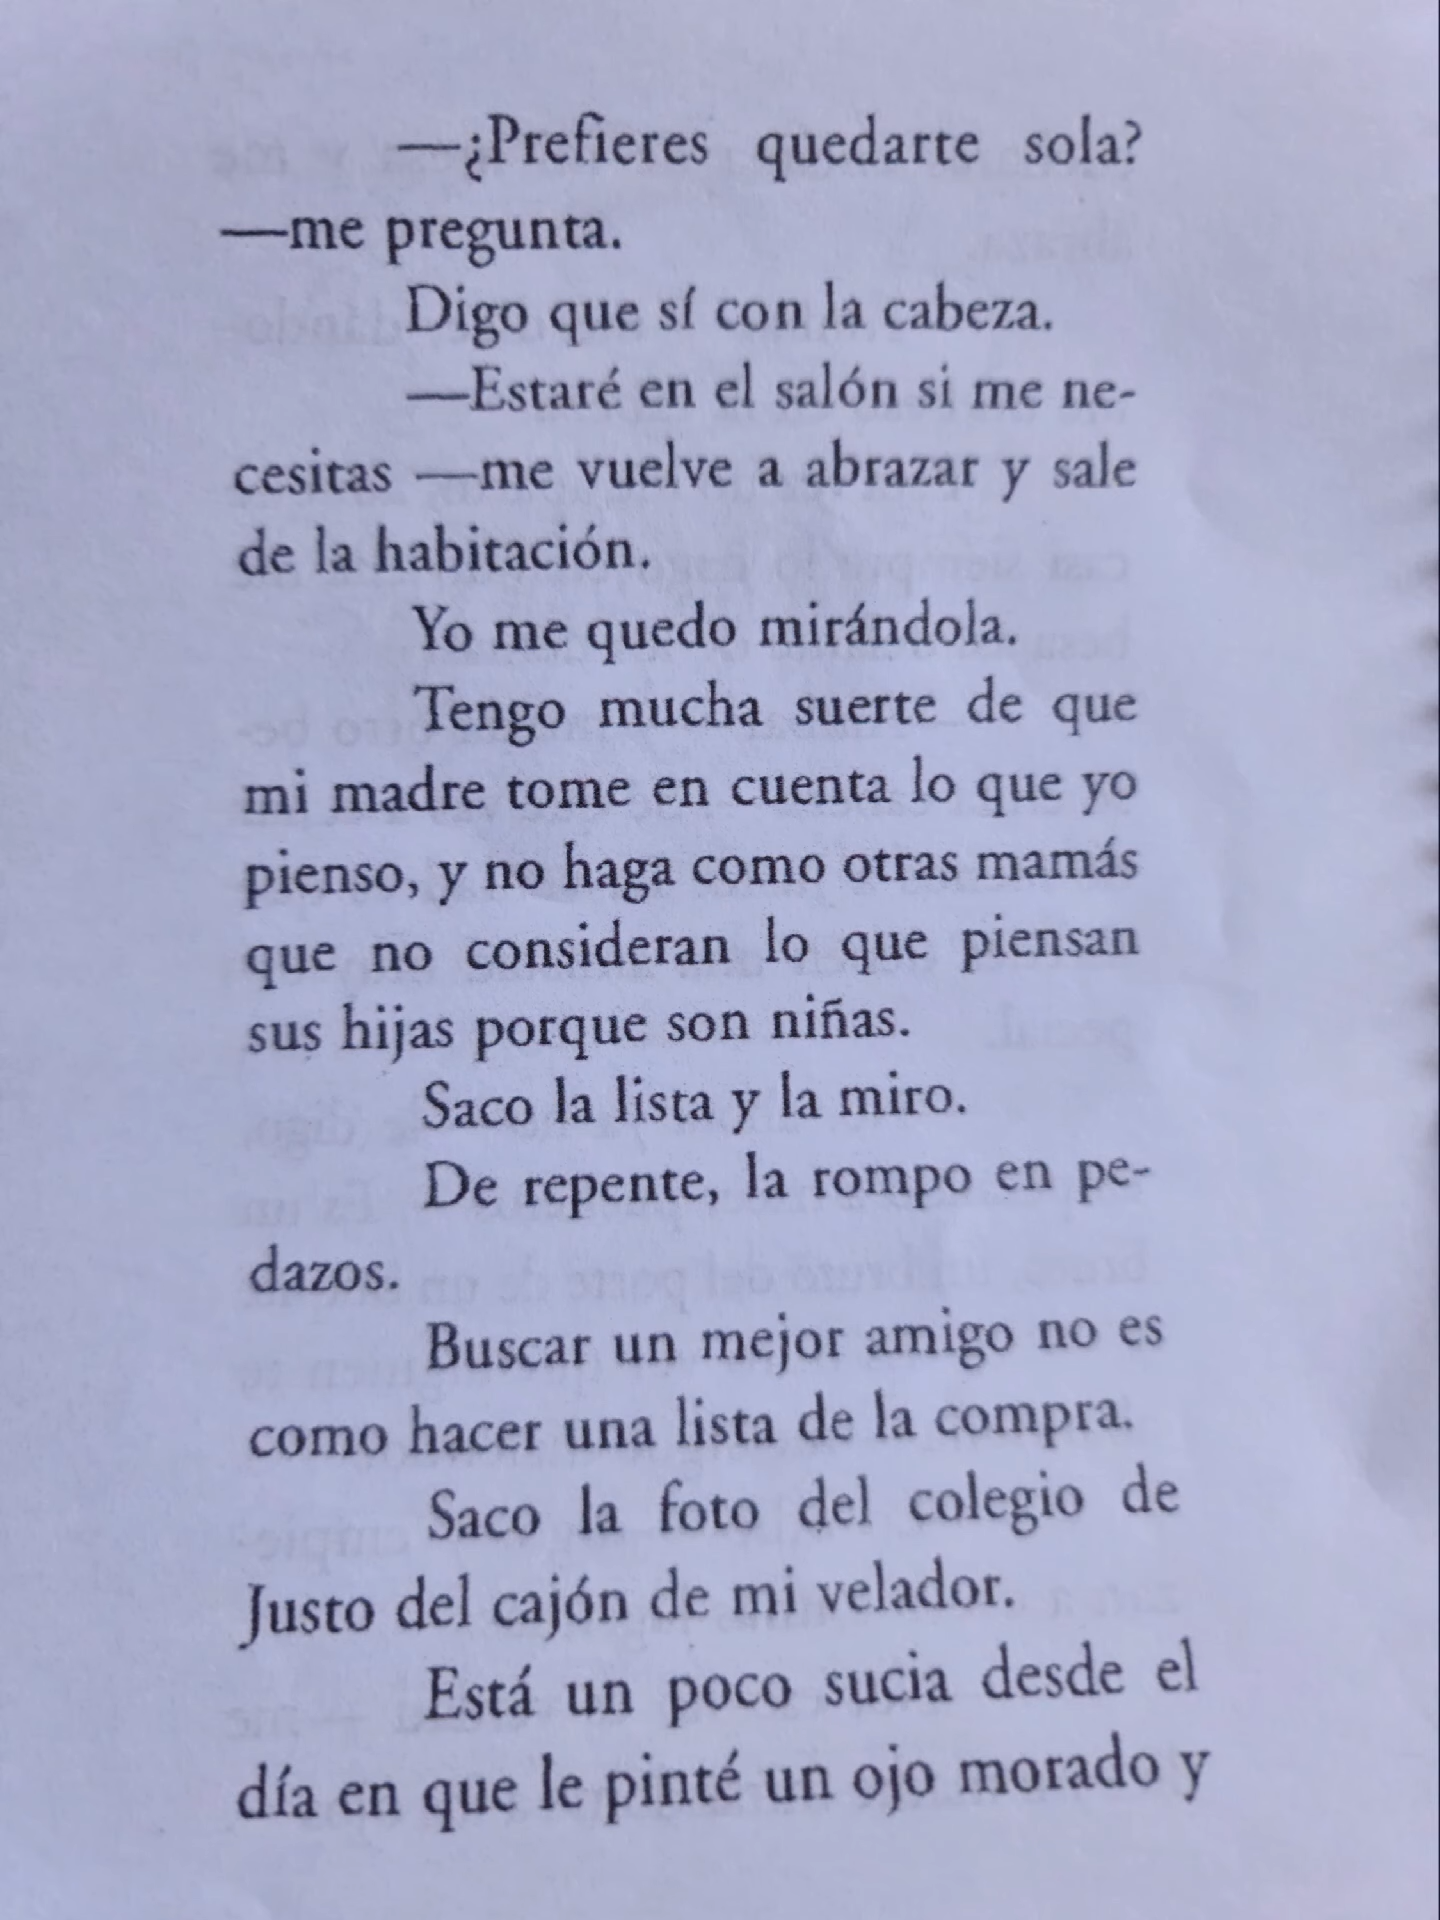 —¿Prefieres quedarte sola?
—me pregunta.
Digo que sí con la cabeza.
—Estaré en el salón si me ne-
cesitas —me vuelve a abrazar y sale
de la habitación.
Yo me quedo mirándola.
Tengo mucha suerte de que
mi madre tome en cuenta lo que yo
pienso, y no haga como otras mamás
que no consideran lo que piensan
sus hijas porque son niñas.
Saco la lista y la miro.
De repente, la rompo en pe-
dazos.
Buscar un mejor amigo no es
como hacer una lista de la compra.
Saco la foto del colegio de
Justo del cajón de mi velador.
Está un poco sucia desde el
día en que le pinté un ojo morado y